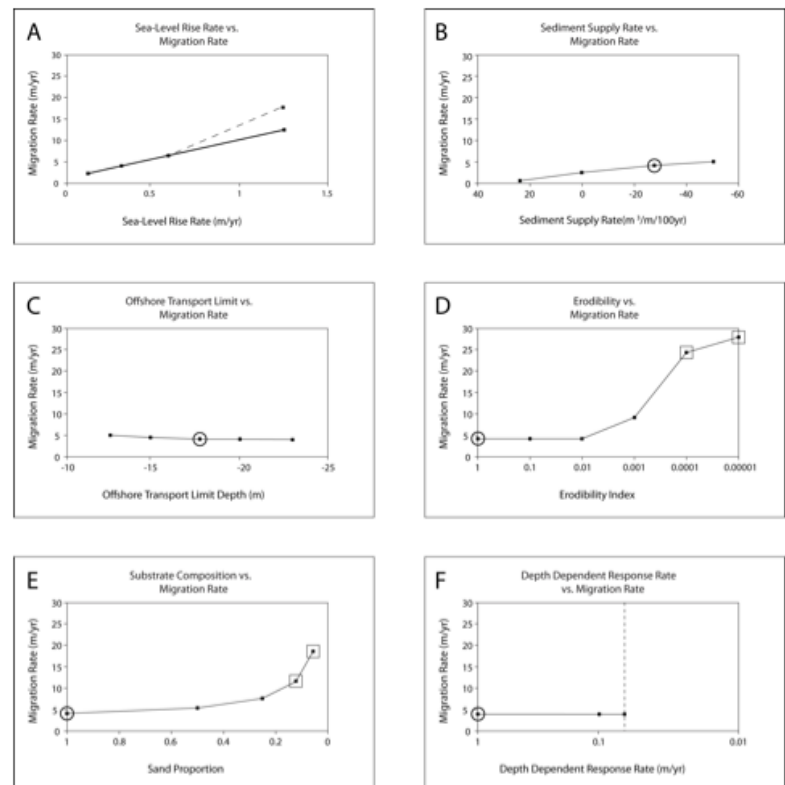 A
Sea-Level Rise Rate vs.
Migration Rate
Migration Rate (m/yr)
30
25
20
15
10
5
0
0
0.5
1
1.5
Sea-Level Rise Rate (m/yr)
B
Sediment Supply Rate vs.
Migration Rate
Migration Rate (m/yr)
30
25
20
15
10
5
0
40
20
0
-20
-40
-60
Sediment Supply Rate(m ³/m/100yr)
C
Offshore Transport Limit vs.
Migration Rate
Migration Rate (m/yr)
30
25
20
15
10
5
0
-10
-15
-20
-25
Offshore Transport Limit Depth (m)
D
Erodibility vs.
Migration Rate
Migration Rate (m/yr)
30
25
20
15
10
5
0
1
0.1
0.01
0.001
0.0001
0.00001
Erodibility Index
E
Substrate Composition vs.
Migration Rate
Migration Rate (m/yr)
30
25
20
15
10
5
0
1
0.8
0.6
0.4
0.2
0
Sand Proportion
F
Depth Dependent Response Rate
vs. Migration Rate
Migration Rate (m/yr)
30
25
20
15
10
5
0
1
0.1
0.01
Depth Dependent Response Rate (m/yr)